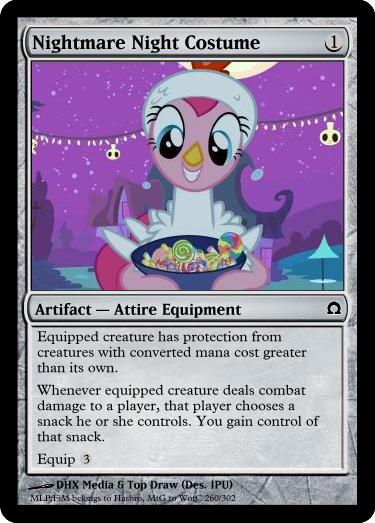 Nightmare Night Costume 1
Artifact — Attire Equipment Ω
Equipped creature has protection from
creatures with converted mana cost greater
than its own.
Whenever equipped creature deals combat
damage to a player, that player chooses a
snack he or she controls. You gain control of
that snack.
Equip 3
DHX Media & Top Draw (Des. IPU)
MLP:FiM belongs to Hasbro, MtG to WotC 260/302